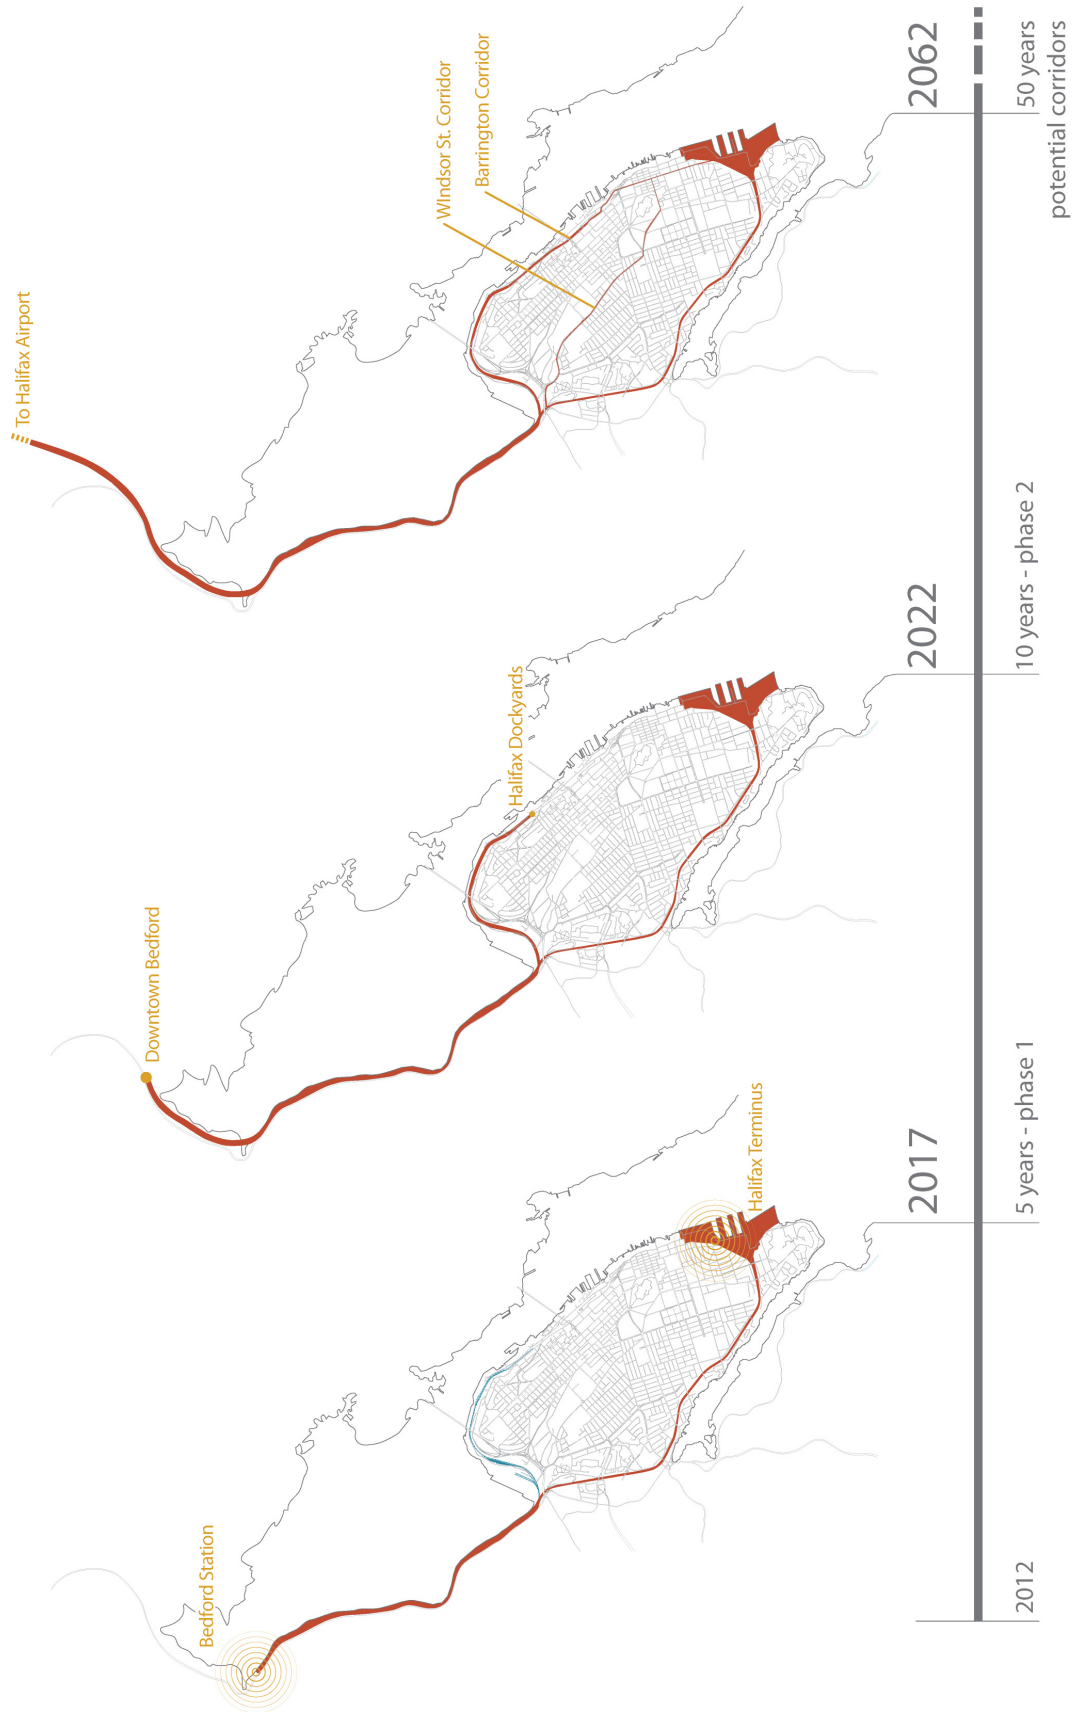 Bedford Station
Halifax Terminus
Downtown Bedford
Halifax Dockyards
To Halifax Airport
WIndsor St. Corridor
Barrington Corridor
2012
2017
5 years - phase 1
2022
10 years - phase 2
2062
50 years
potential corridors